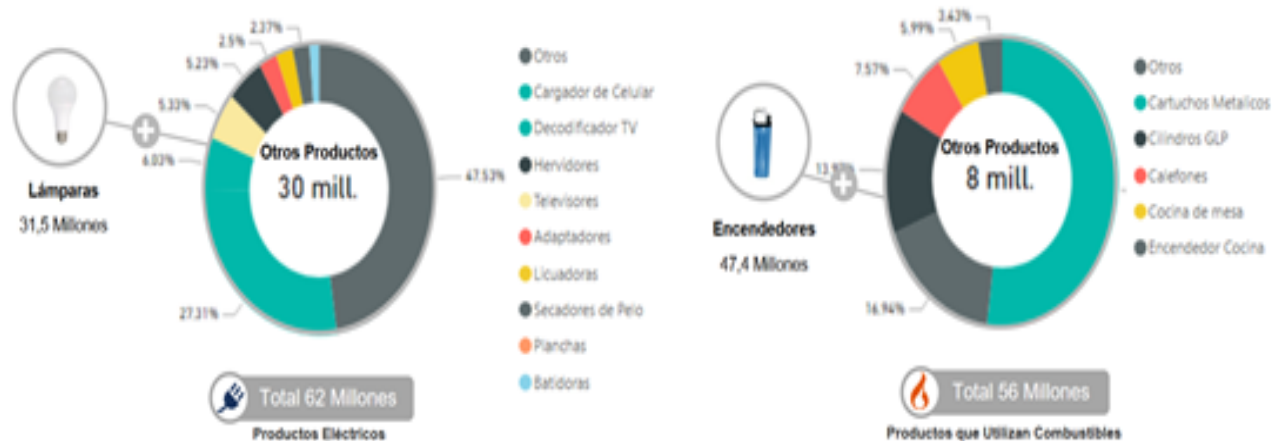 2.37%
2.5%
5.23%
5.33%
6.03%
27.31%
47.53%
Lámparas
31,5 Millones
Otros Productos
30 mill.
Otros
Cargador de Celular
Decodificador TV
Hervidores
Televisores
Adaptadores
Licuadoras
Secadores de Pelo
Planchas
Batidoras
Total 62 Millones
Productos Eléctricos
3.43%
5.99%
7.57%
16.94%
Encendedores
47,4 Millones
Otros Productos
8 mill.
Otros
Cartuchos Metalicos
Cilindros GLP
Calefones
Cocina de mesa
Encendedor Cocina
Total 56 Millones
Productos que Utilizan Combustibles